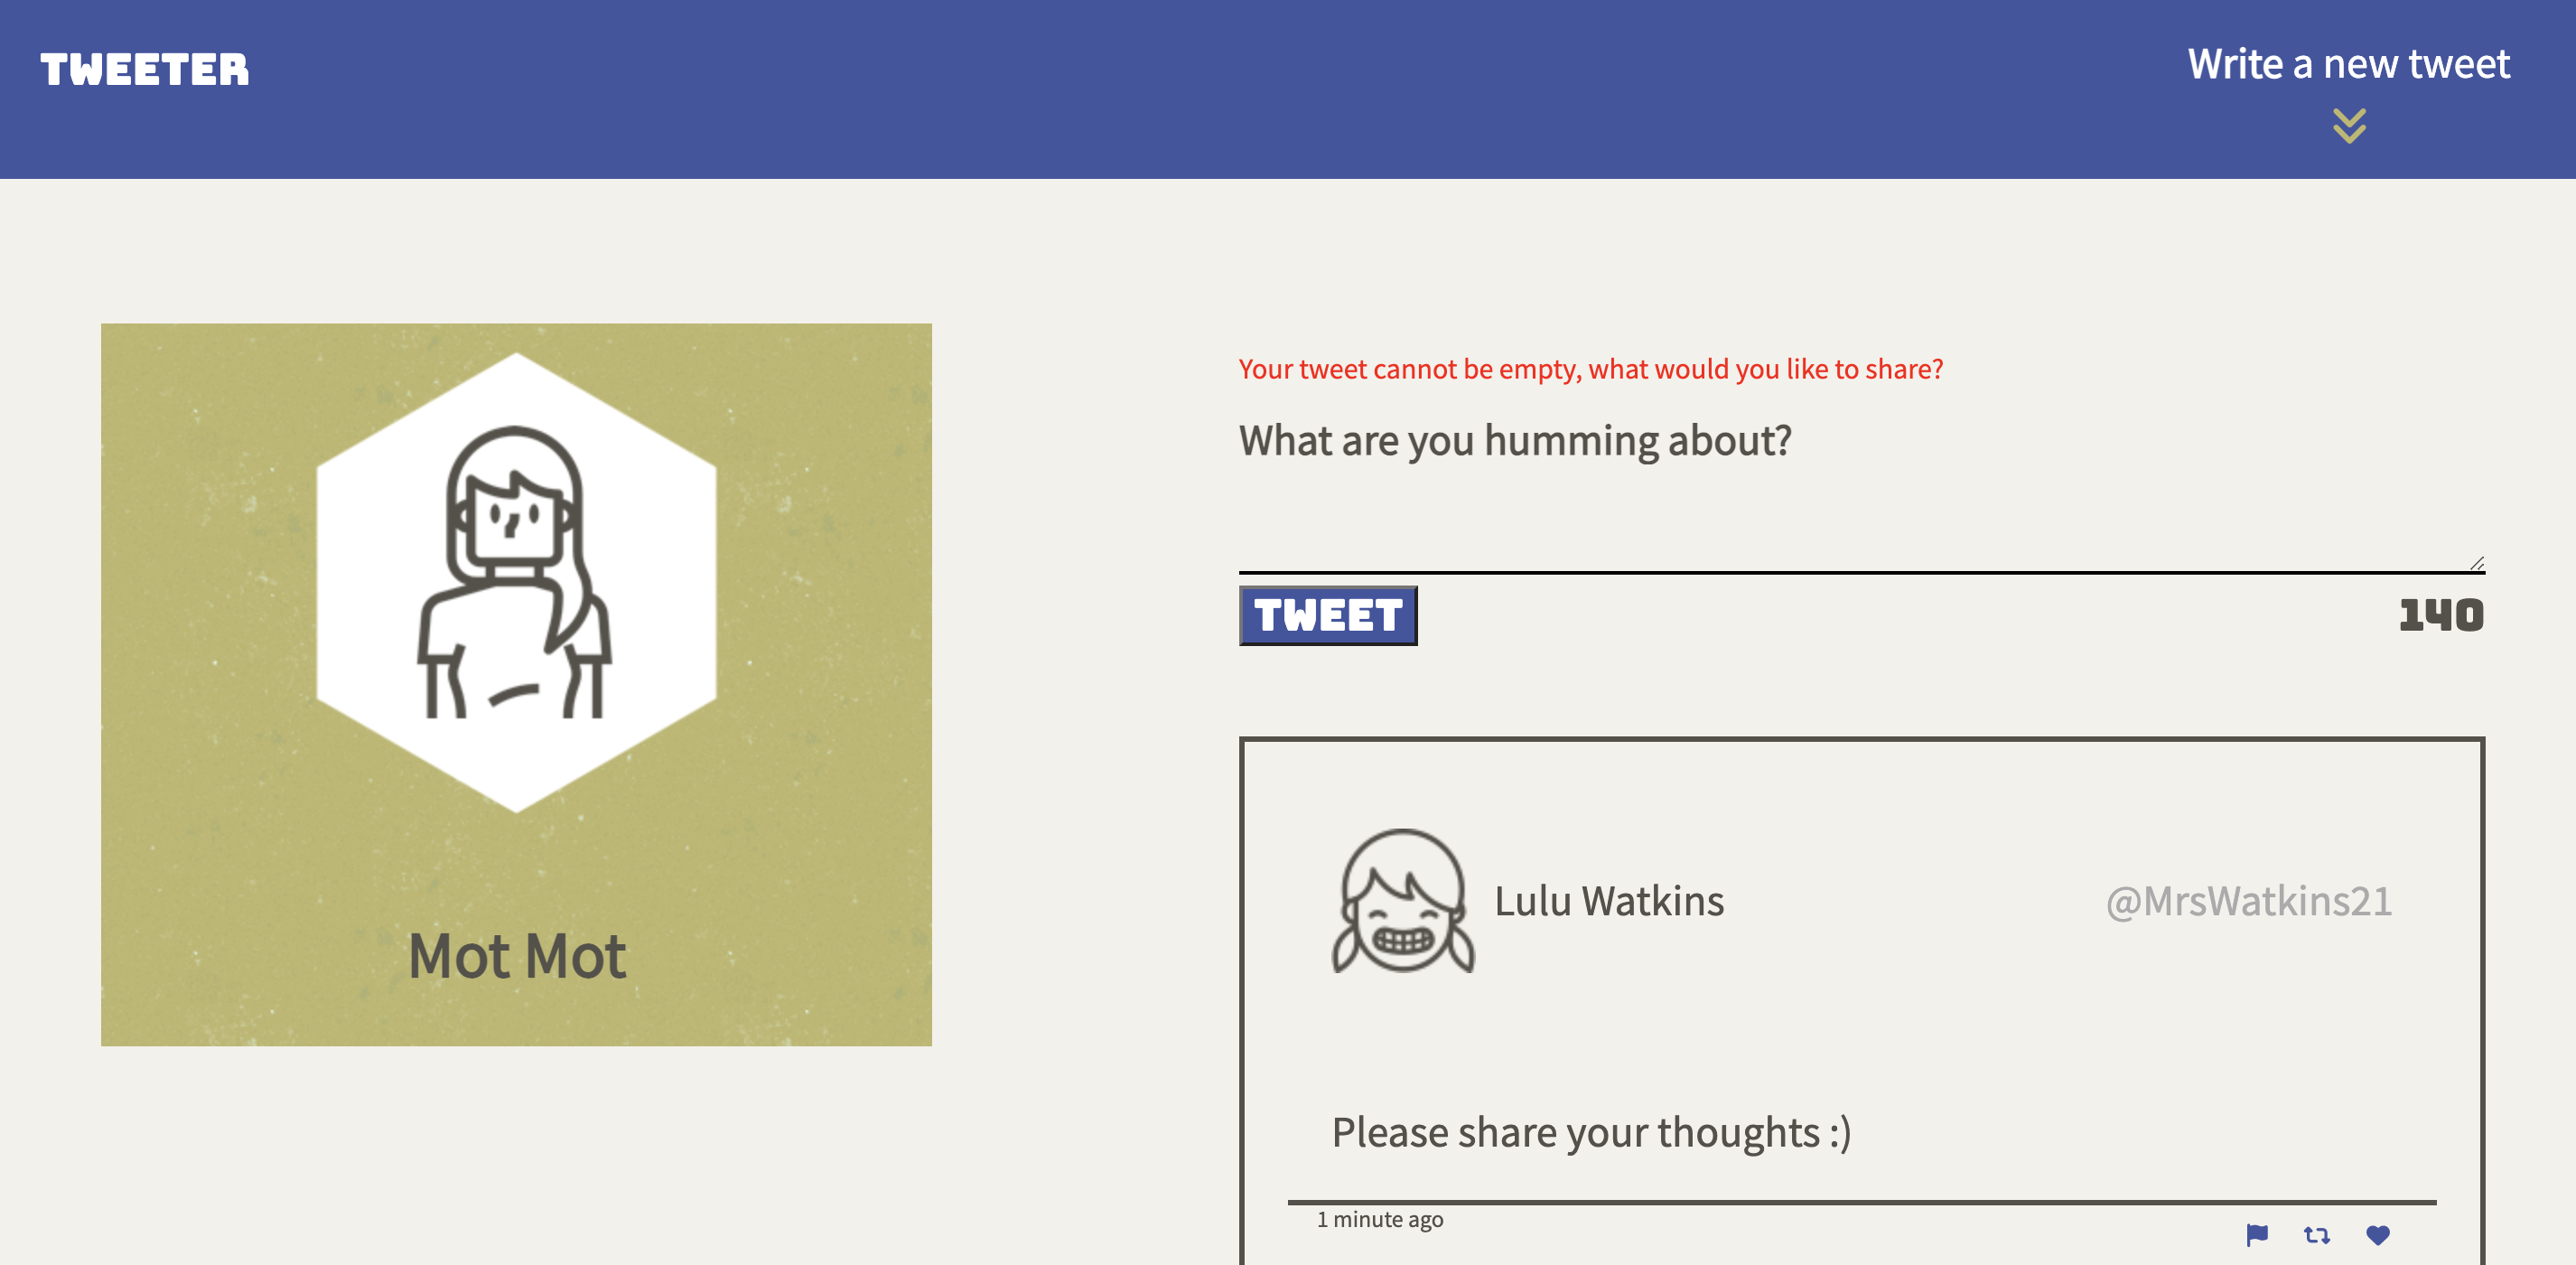 TWEETER
Write a new tweet
Mot Mot
Your tweet cannot be empty, what would you like to share?
What are you humming about?
TWEET
140
Lulu Watkins
@MrsWatkins21
Please share your thoughts :)
1 minute ago